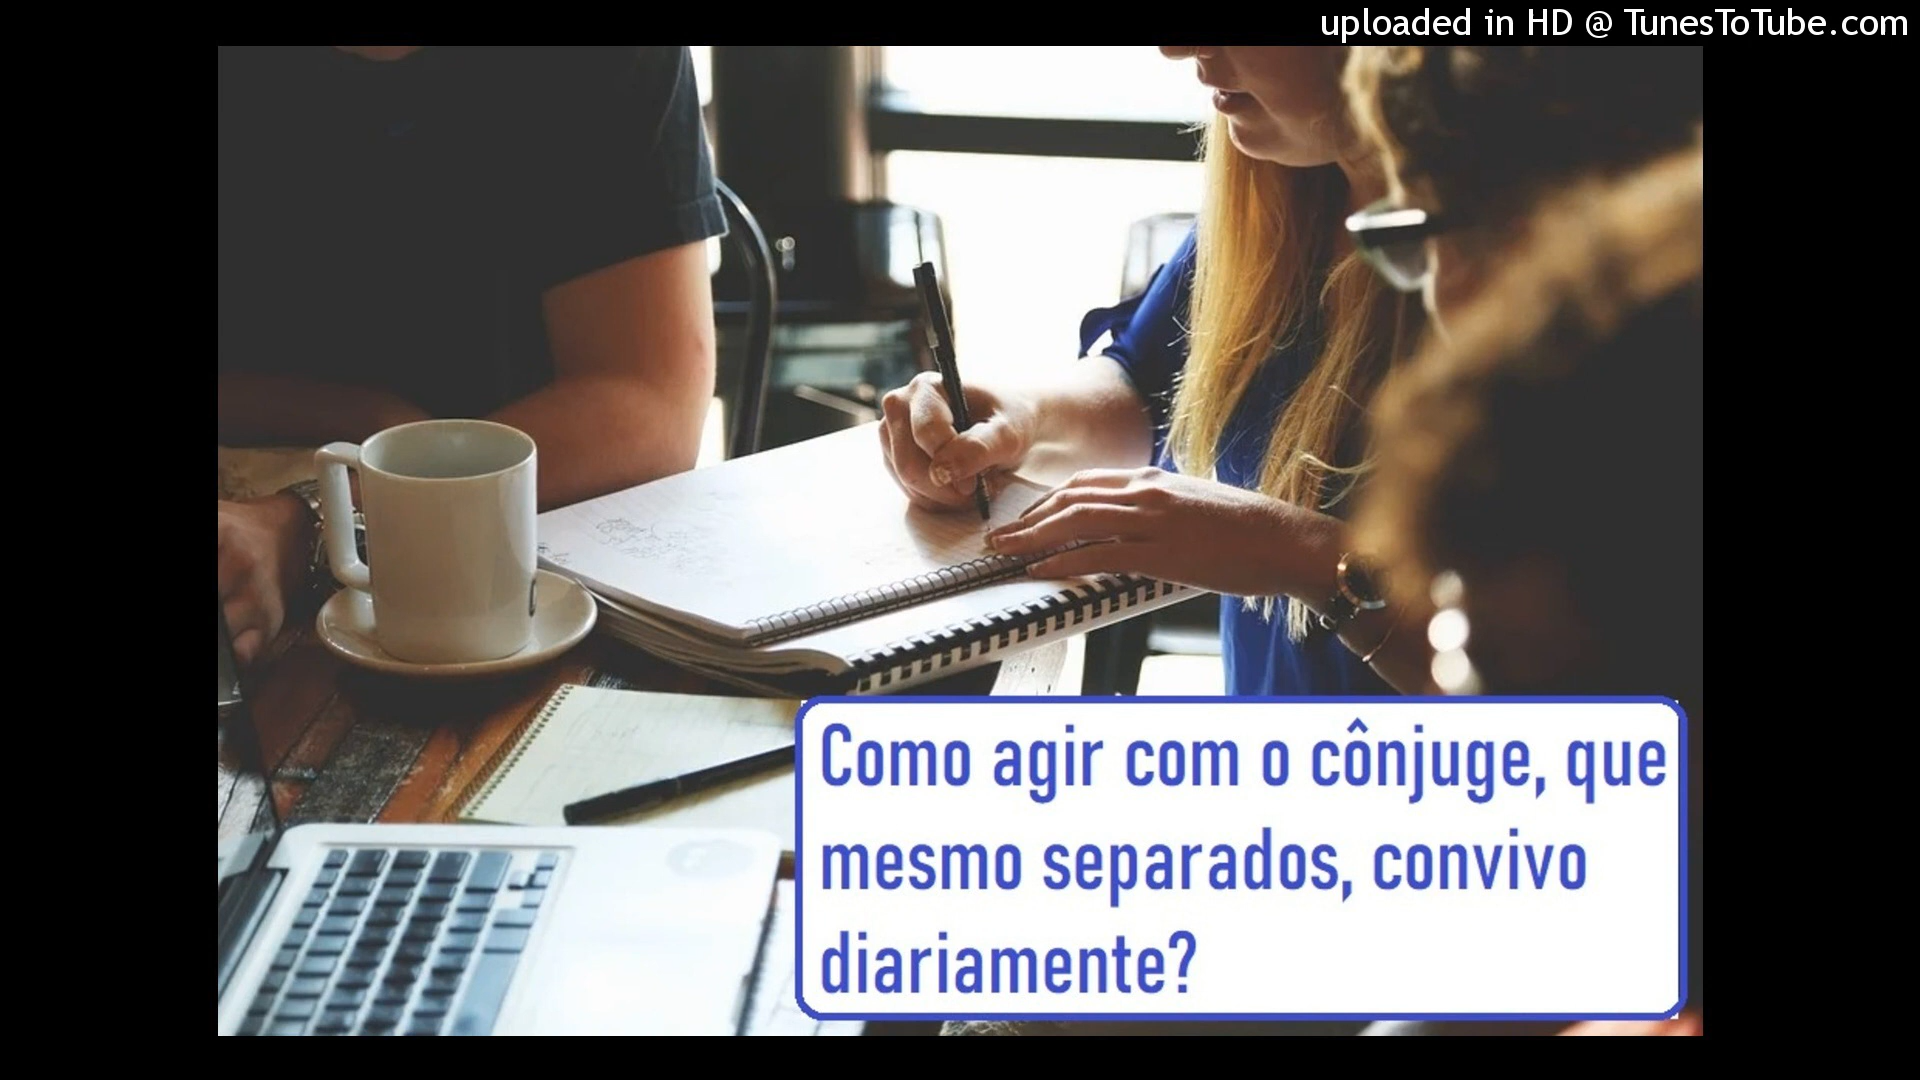 uploaded in HD @ TunesToTube.com
Como agir com o cônjuge, que
mesmo separados, convivo
diariamente?